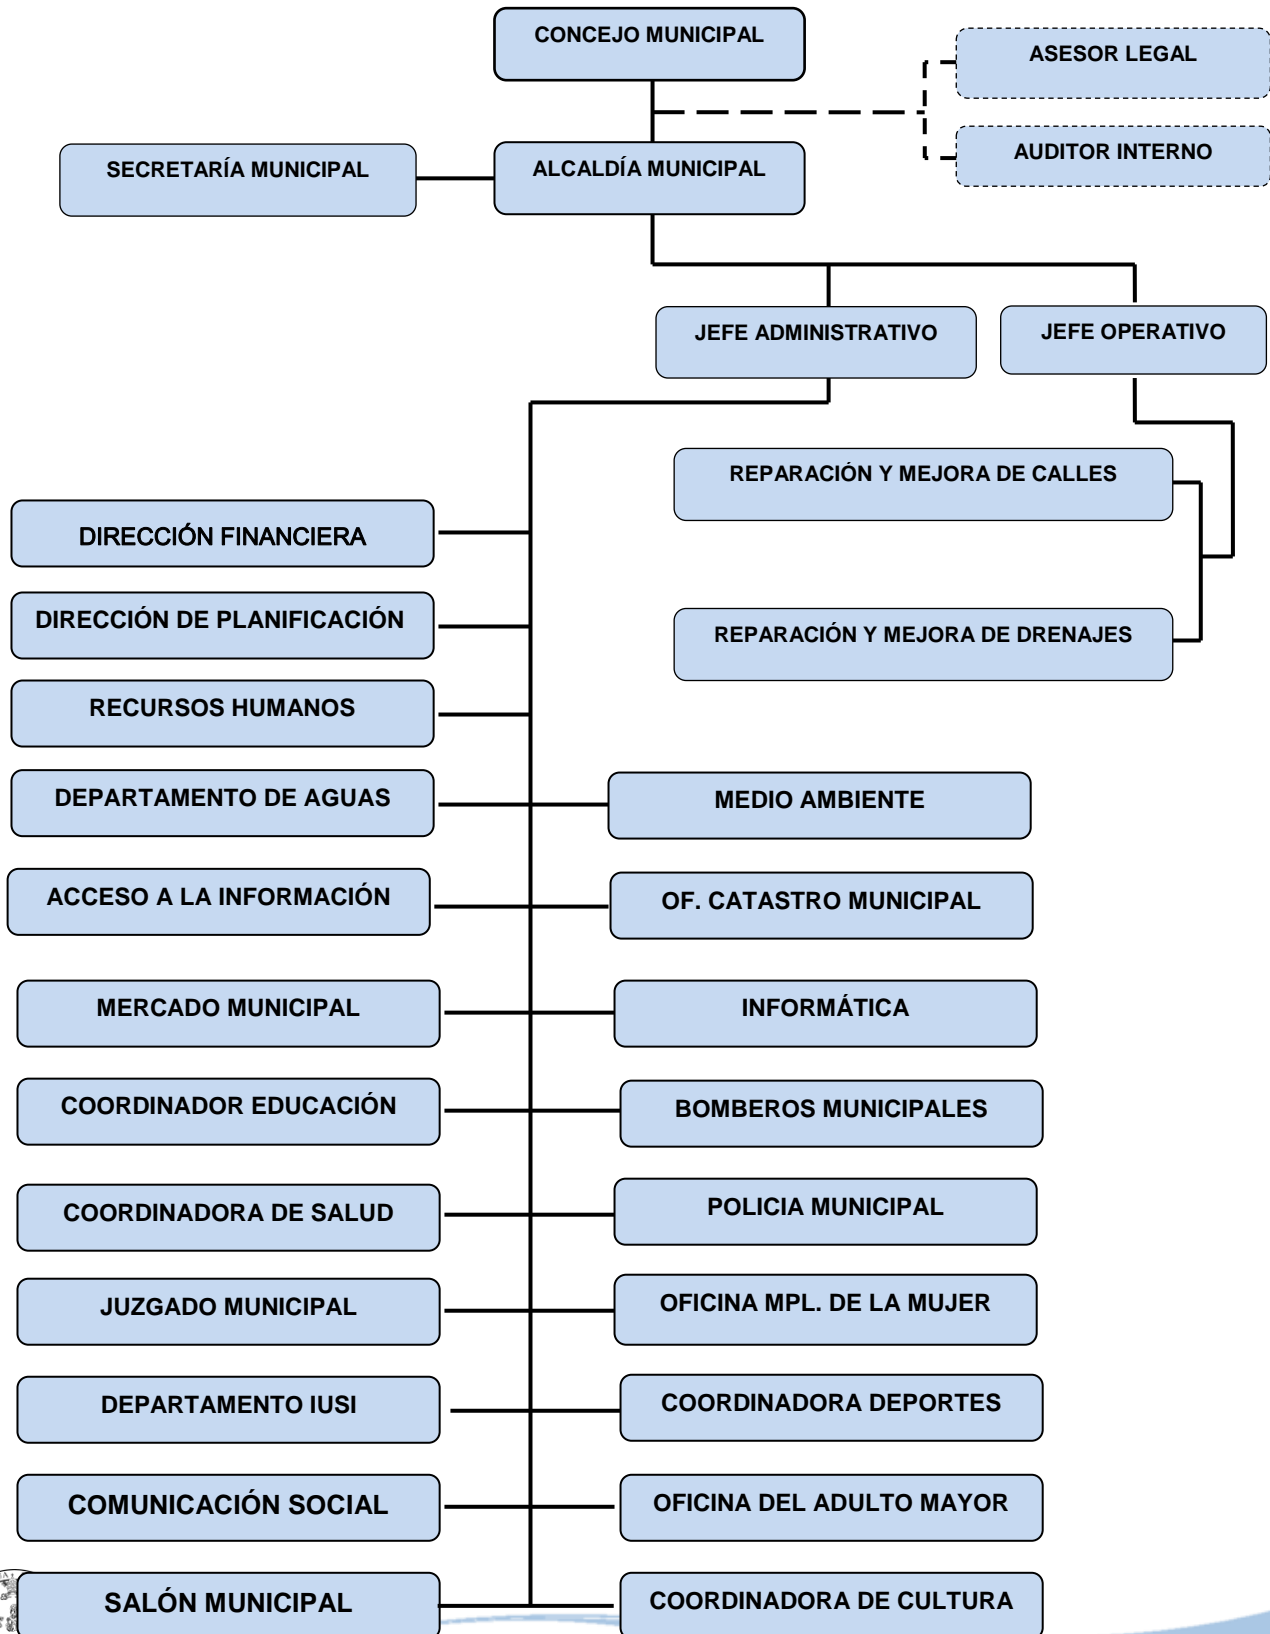 CONCEJO MUNICIPAL
ASESOR LEGAL
AUDITOR INTERNO
SECRETARÍA MUNICIPAL
ALCALDÍA MUNICIPAL
JEFE ADMINISTRATIVO
JEFE OPERATIVO
REPARACIÓN Y MEJORA DE CALLES
REPARACIÓN Y MEJORA DE DRENAJES
DIRECCIÓN FINANCIERA
DIRECCIÓN DE PLANIFICACIÓN
RECURSOS HUMANOS
DEPARTAMENTO DE AGUAS
MEDIO AMBIENTE
ACCESO A LA INFORMACIÓN
OF. CATASTRO MUNICIPAL
MERCADO MUNICIPAL
INFORMÁTICA
COORDINADOR EDUCACIÓN
BOMBEROS MUNICIPALES
COORDINADORA DE SALUD
POLICIA MUNICIPAL
JUZGADO MUNICIPAL
OFICINA MPL. DE LA MUJER
DEPARTAMENTO IUSI
COORDINADORA DEPORTES
COMUNICACIÓN SOCIAL
OFICINA DEL ADULTO MAYOR
SALÓN MUNICIPAL
COORDINADORA DE CULTURA